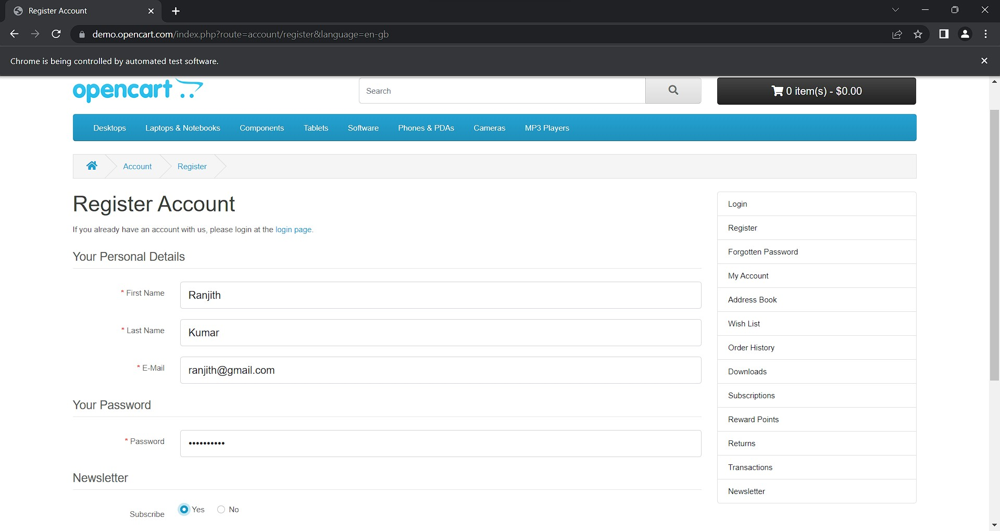 Register Account
demo.opencart.com/index.php?route=account/register&language=en-gb
Chrome is being controlled by automated test software.
opencart
Search
0 item(s) - $0.00
Desktops Laptops & Notebooks Components Tablets Software Phones & PDAs Cameras MP3 Players
Account Register
Register Account
If you already have an account with us, please login at the login page.
Your Personal Details
* First Name Ranjith
* Last Name Kumar
* E-Mail ranjith@gmail.com
Your Password
* Password ••••••••••
Newsletter
Subscribe Yes No
Login
Register
Forgotten Password
My Account
Address Book
Wish List
Order History
Downloads
Subscriptions
Reward Points
Returns
Transactions
Newsletter